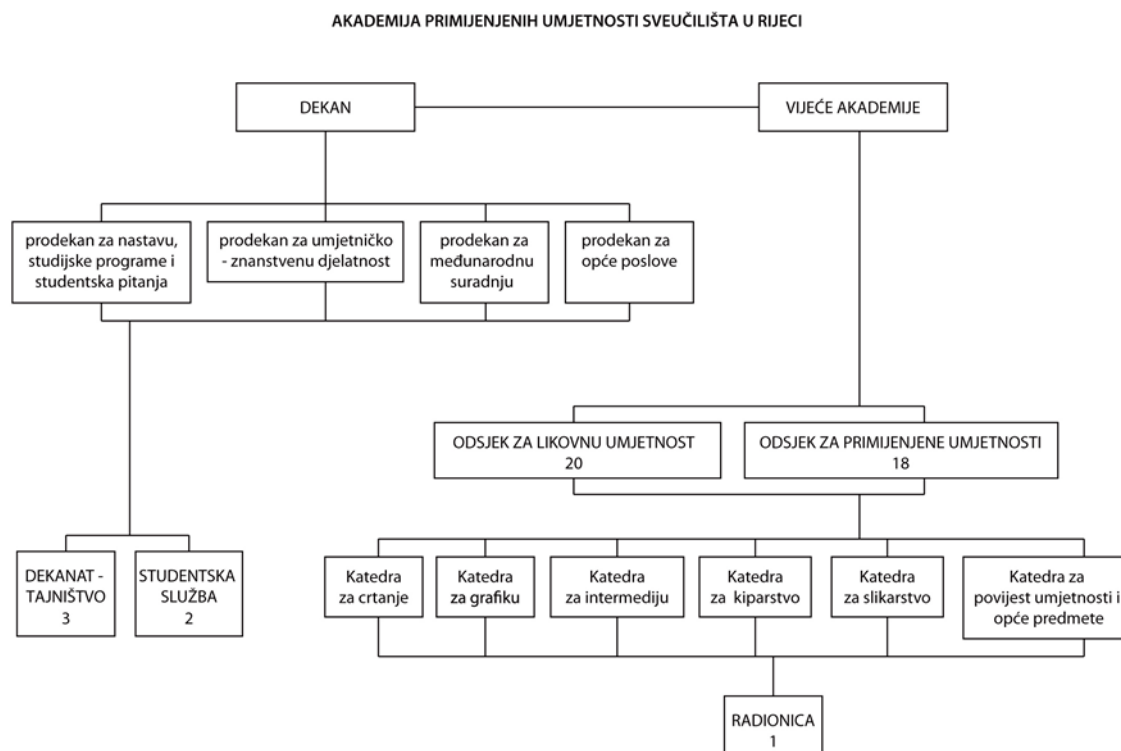 AKADEMIJA PRIMIJENJENIH UMJETNOSTI SVEUČILIŠTA U RIJECI
DEKAN
VIJEĆE AKADEMIJE
prodekan za nastavu,
studijske programe i
studentska pitanja
prodekan za umjetničko
- znanstvenu djelatnost
prodekan za
međunarodnu
suradnju
prodekan za
opće poslove
ODSJEK ZA LIKOVNU UMJETNOST
20
ODSJEK ZA PRIMIJENJENE UMJETNOSTI
18
DEKANAT -
TAJNIŠTVO
3
STUDENTSKA
SLUŽBA
2
Katedra
za crtanje
Katedra
za grafiku
Katedra
za intermediju
Katedra
za kiparstvo
Katedra
za slikarstvo
Katedra za
povijest umjetnosti i
opće predmete
RADIONICA
1